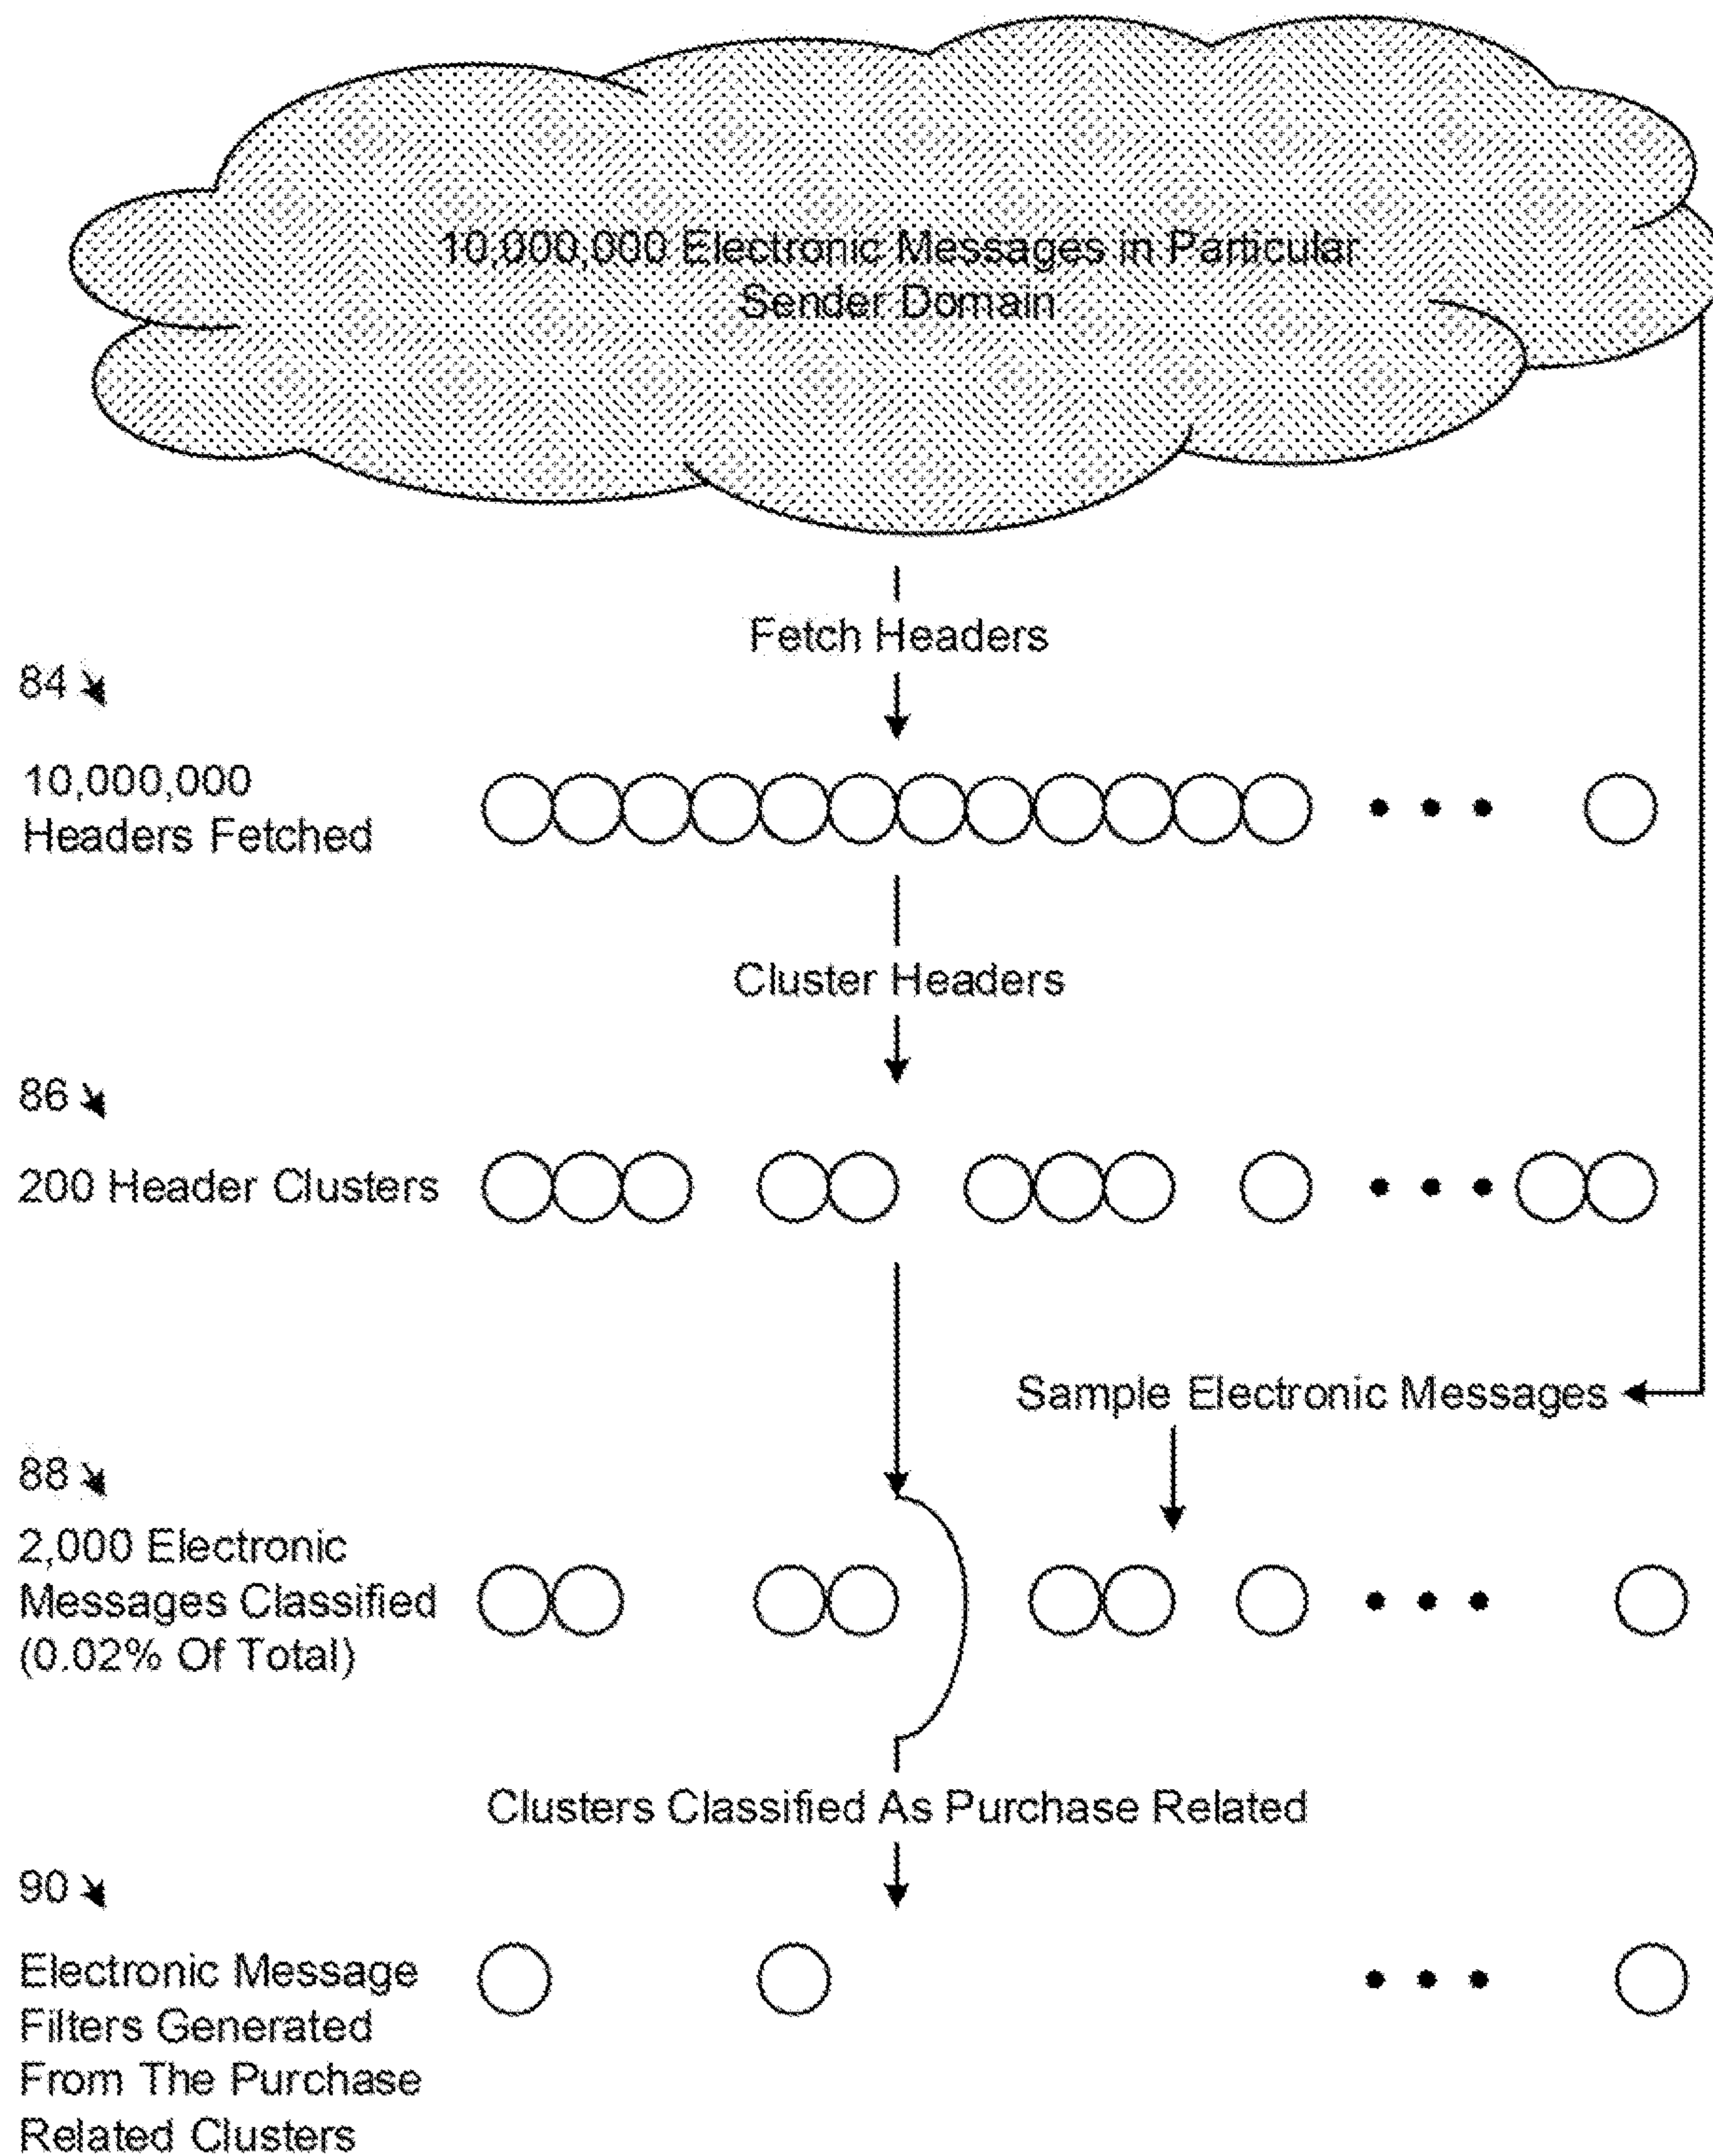 10,000,000 Electronic Messages in Particular
Sender Domain
Fetch Headers
84
10,000,000
Headers Fetched
Cluster Headers
86
200 Header Clusters
Sample Electronic Messages
88
2,000 Electronic
Messages Classified
(0.02% Of Total)
Clusters Classified As Purchase Related
90
Electronic Message
Filters Generated
From The Purchase
Related Clusters